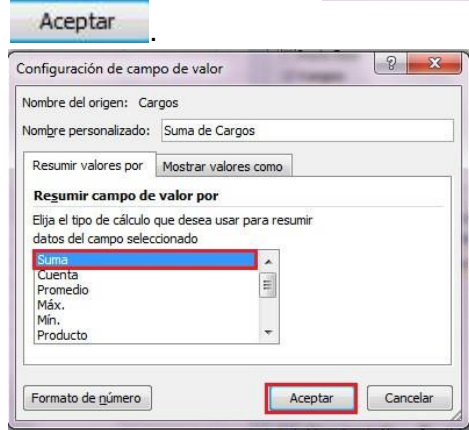 Aceptar .
Configuración de campo de valor
Nombre del origen: Cargos
Nombre personalizado: Suma de Cargos
Resumir valores por Mostrar valores como
Resumir campo de valor por
Elija el tipo de cálculo que desea usar para resumir
datos del campo seleccionado
Suma
Cuenta
Promedio
Máx.
Mín.
Producto
Formato de número Aceptar Cancelar